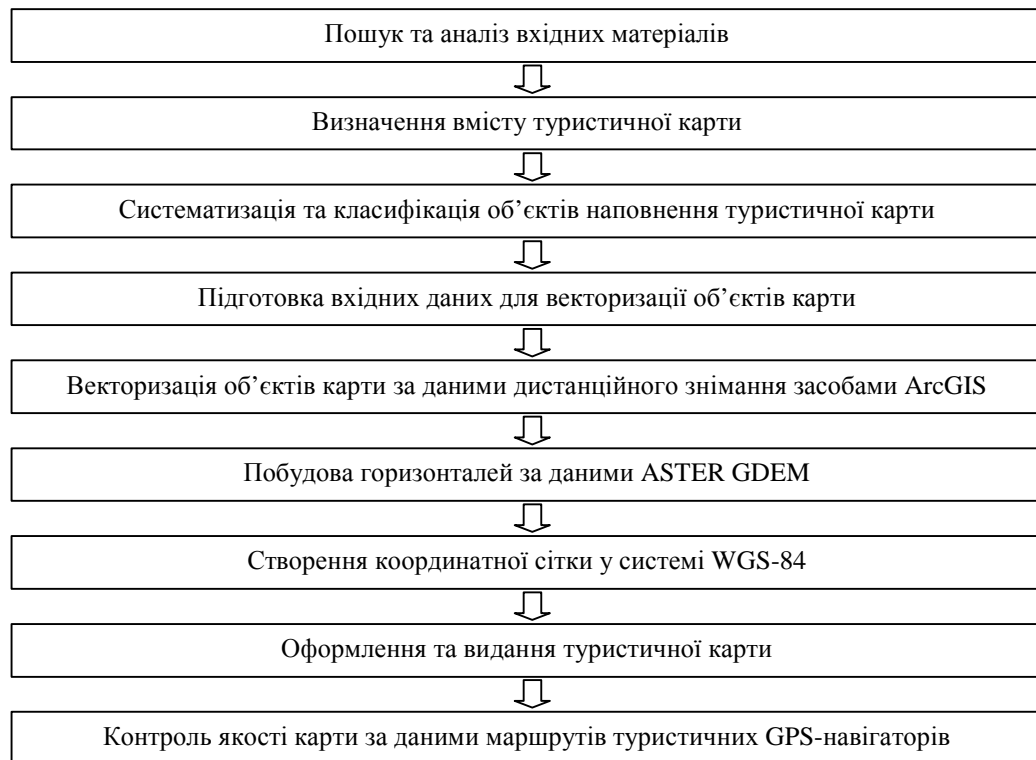 Пошук та аналіз вхідних матеріалів
Визначення вмісту туристичної карти
Систематизація та класифікація об’єктів наповнення туристичної карти
Підготовка вхідних даних для векторизації об’єктів карти
Векторизація об’єктів карти за даними дистанційного знімання засобами ArcGIS
Побудова горизонталей за даними ASTER GDEM
Створення координатної сітки у системі WGS-84
Оформлення та видання туристичної карти
Контроль якості карти за даними маршрутів туристичних GPS-навігаторів